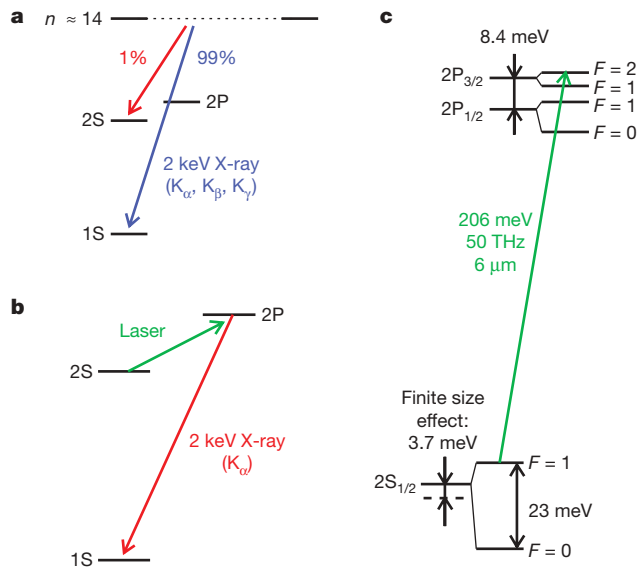 a
n ≈ 14
1%
99%
2P
2S
2 keV X-ray
(Kα, Kβ, Kγ)
1S
b
Laser
2P
2S
2 keV X-ray
(Kα)
1S
c
8.4 meV
2P3/2
F = 2
F = 1
2P1/2
F = 1
F = 0
206 meV
50 THz
6 μm
Finite size
effect:
3.7 meV
F = 1
2S1/2
23 meV
F = 0